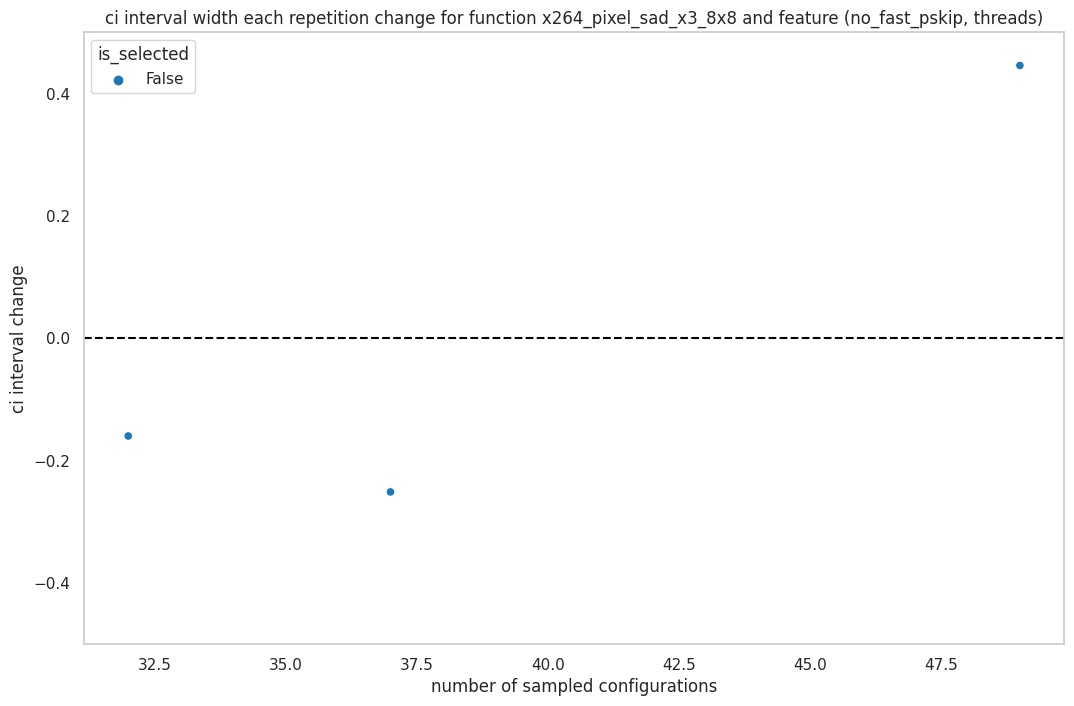 ci interval width each repetition change for function x264_pixel_sad_x3_8x8 and feature (no_fast_pskip, threads)
is_selected
False
0.4
0.2
0.0
−0.2
−0.4
ci interval change
32.5 35.0 37.5 40.0 42.5 45.0 47.5
number of sampled configurations